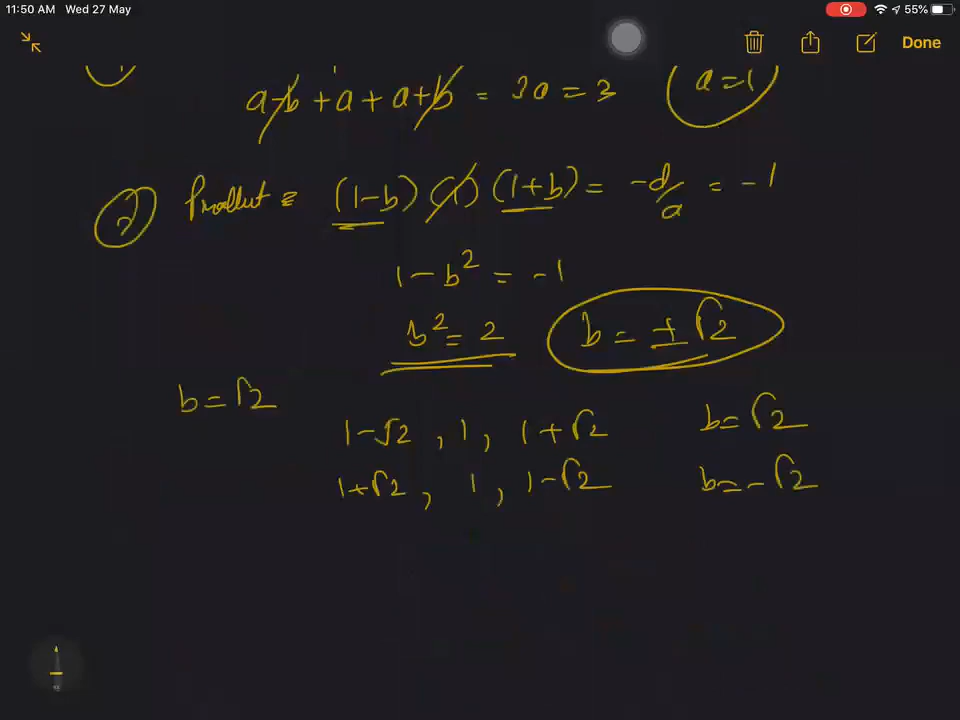 11:50 AM Wed 27 May 55%
Done
a-b + a + a+b = 3a = 3 (a=1)
2 Product = (1-b) (1) (1+b) = -d/a = -1
1-b² = -1
b² = 2 b = ±√2
b=√2
1-√2 , 1, 1+√2 b=√2
1+√2, 1, 1-√2 b=-√2